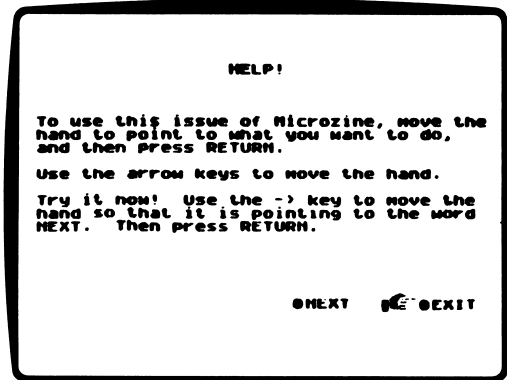 HELP!
To use this issue of Microzine, move the
hand to point to what you want to do,
and then press RETURN.
Use the arrow keys to move the hand.
Try it now! Use the -> key to move the
hand so that it is pointing to the word
NEXT. Then press RETURN.
NEXT EXIT